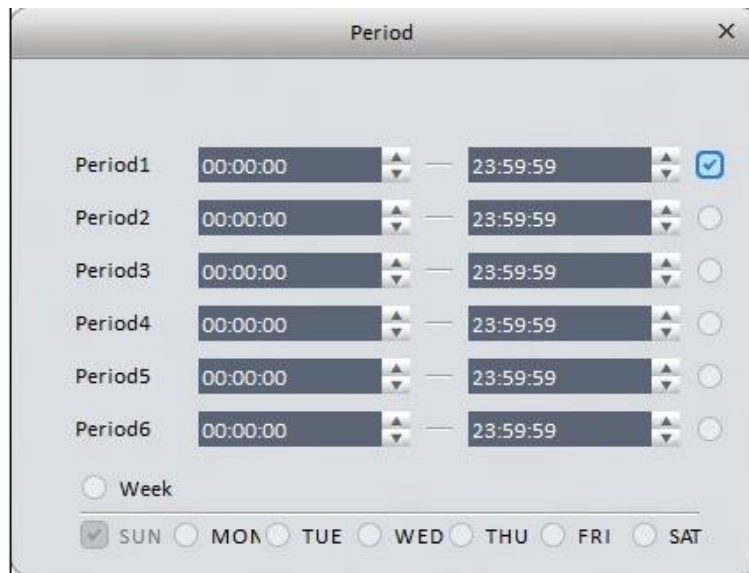 Period
Period1 00:00:00 — 23:59:59
Period2 00:00:00 — 23:59:59
Period3 00:00:00 — 23:59:59
Period4 00:00:00 — 23:59:59
Period5 00:00:00 — 23:59:59
Period6 00:00:00 — 23:59:59
Week
SUN MON TUE WED THU FRI SAT